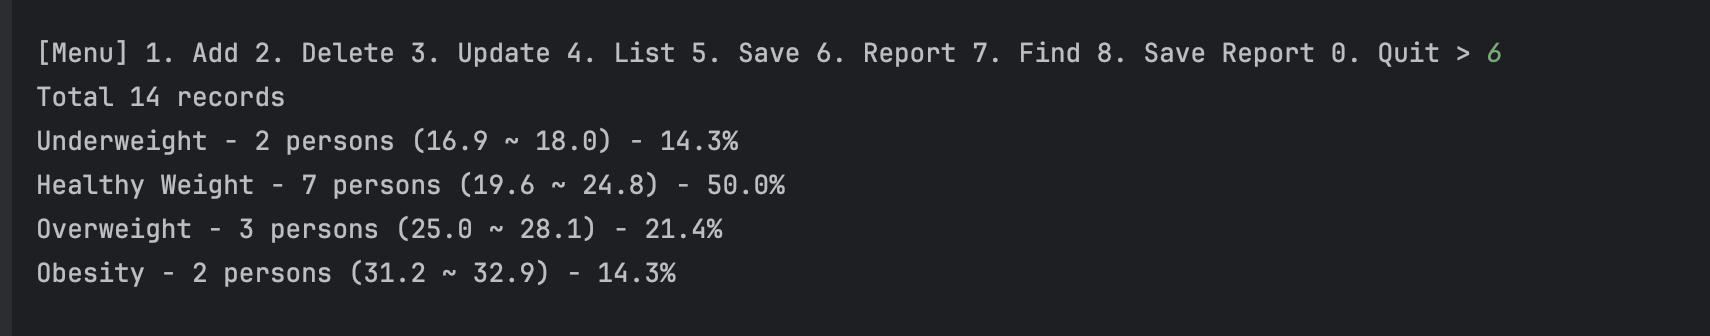 [Menu] 1. Add 2. Delete 3. Update 4. List 5. Save 6. Report 7. Find 8. Save Report 0. Quit > 6
Total 14 records
Underweight - 2 persons (16.9 ~ 18.0) - 14.3%
Healthy Weight - 7 persons (19.6 ~ 24.8) - 50.0%
Overweight - 3 persons (25.0 ~ 28.1) - 21.4%
Obesity - 2 persons (31.2 ~ 32.9) - 14.3%